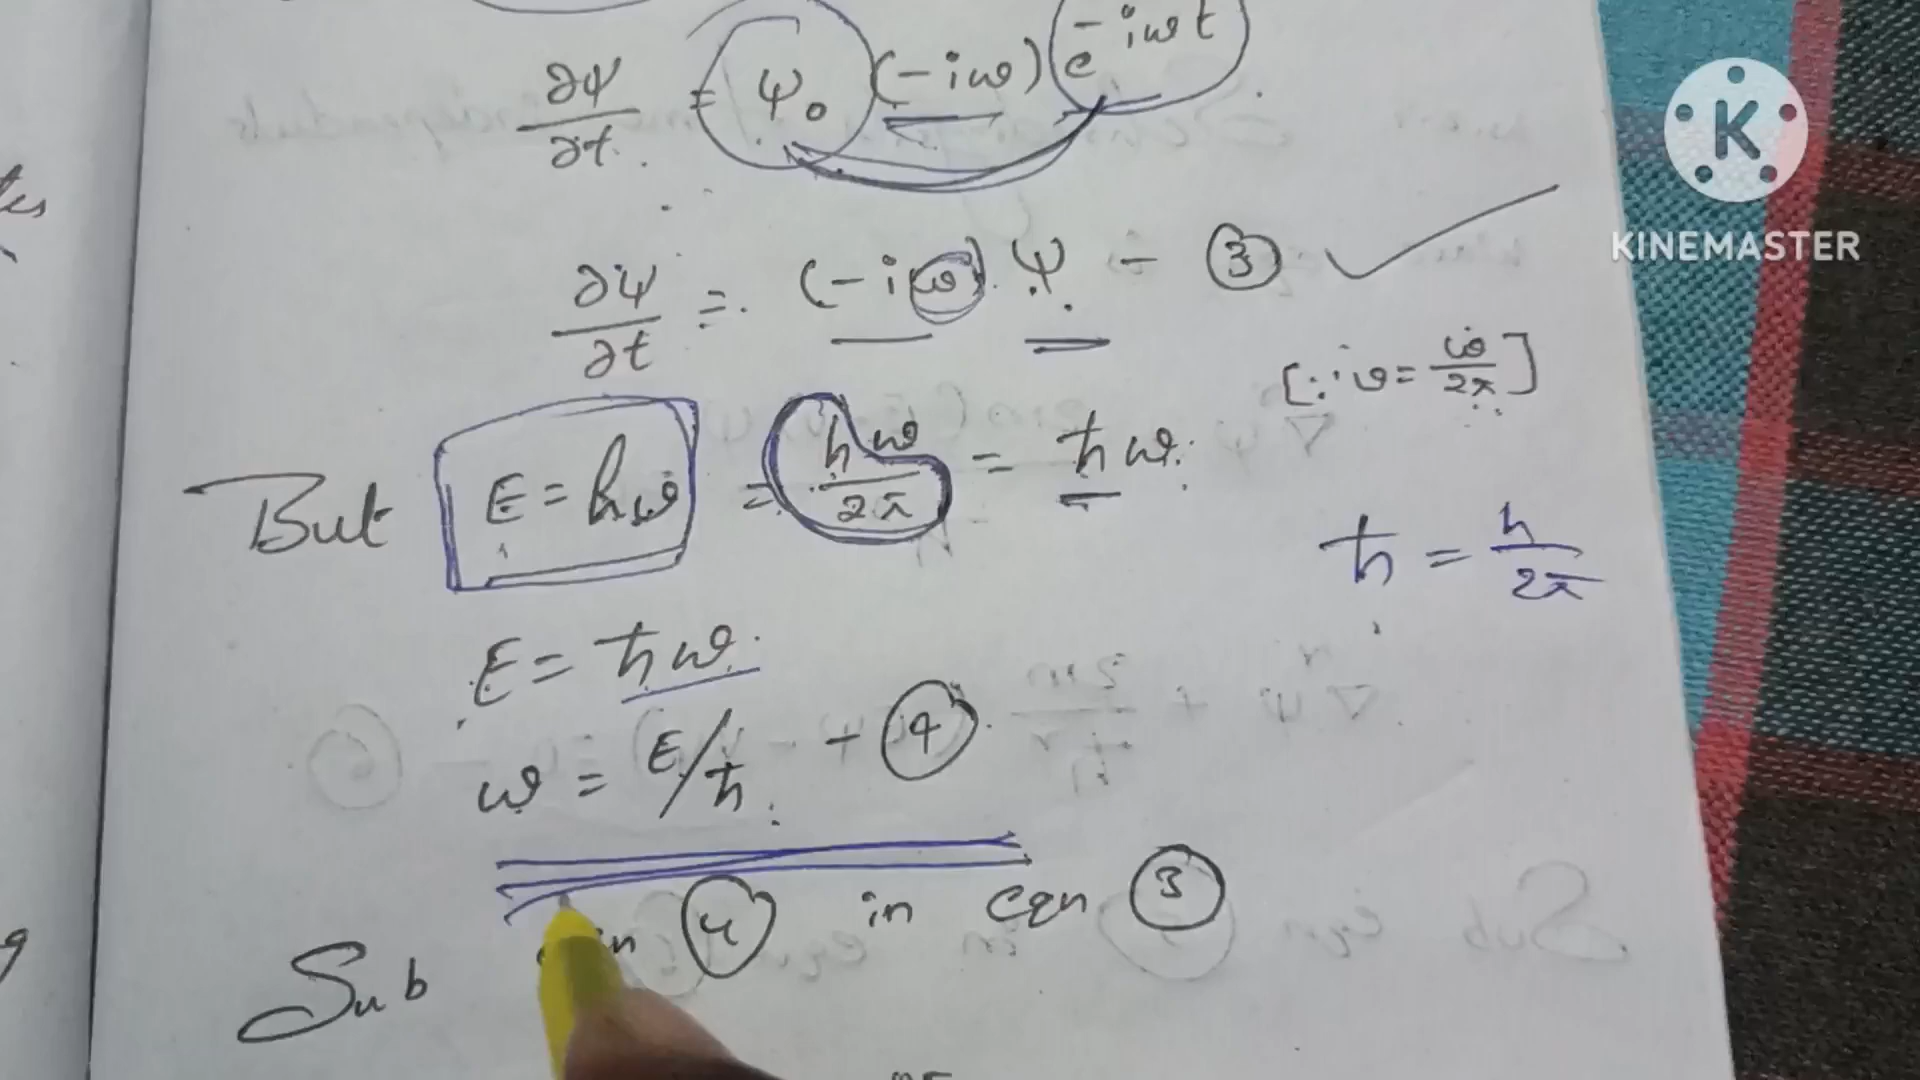 ∂ψ/∂t = ψ₀ (-iω) e^{-iωt}
∂ψ/∂t = (-iω) ψ - ③
[∵ ν = ω/2π]
But E = hν = hω/2π = ħω
ħ = h/2π
E = ħω
ω = E/ħ - ④
Sub ④ in eqn ③
KINEMASTER